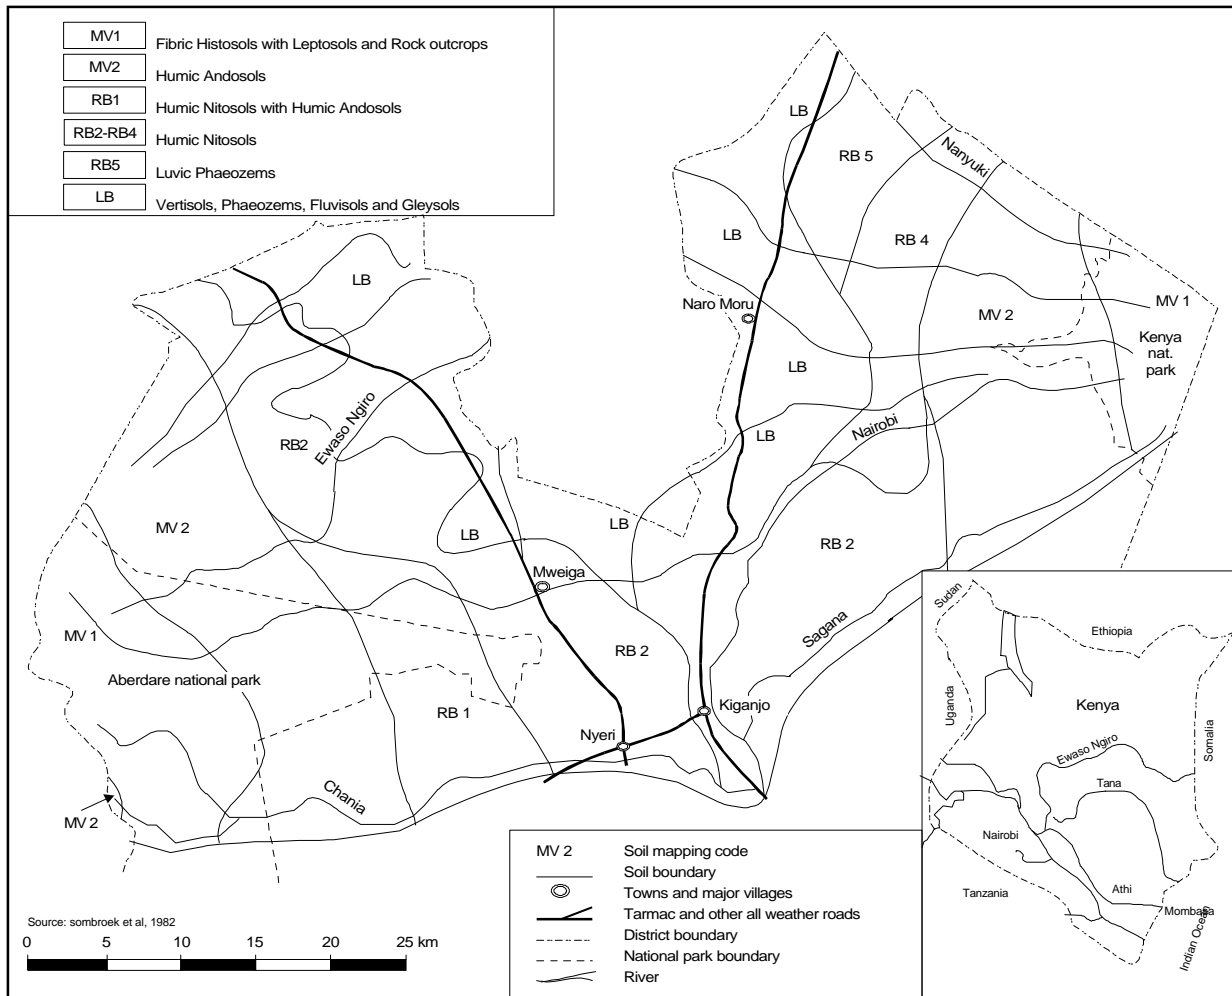 MV1 Fibric Histosols with Leptosols and Rock outcrops
MV2 Humic Andosols
RB1 Humic Nitosols with Humic Andosols
RB2-RB4 Humic Nitosols
RB5 Luvic Phaeozems
LB Vertisols, Phaeozems, Fluvisols and Gleysols
LB
RB 5
Nanyuki
LB
RB 4
LB
Naro Moru
MV 2
MV 1
Kenya
nat.
park
LB
Ewaso Ngiro
RB2
LB
Nairobi
MV 2
LB
LB
RB 2
Mweiga
MV 1
Aberdare national park
RB 2
Sagana
RB 1
Kiganjo
Nyeri
Chania
MV 2
Source: sombroek et al, 1982
0 5 10 15 20 25 km
MV 2 Soil mapping code
Soil boundary
Towns and major villages
Tarmac and other all weather roads
District boundary
National park boundary
River
Sudan
Ethiopia
Uganda
Kenya
Somalia
Ewaso Ngiro
Tana
Nairobi
Tanzania
Athi
Mombasa
Indian Ocean